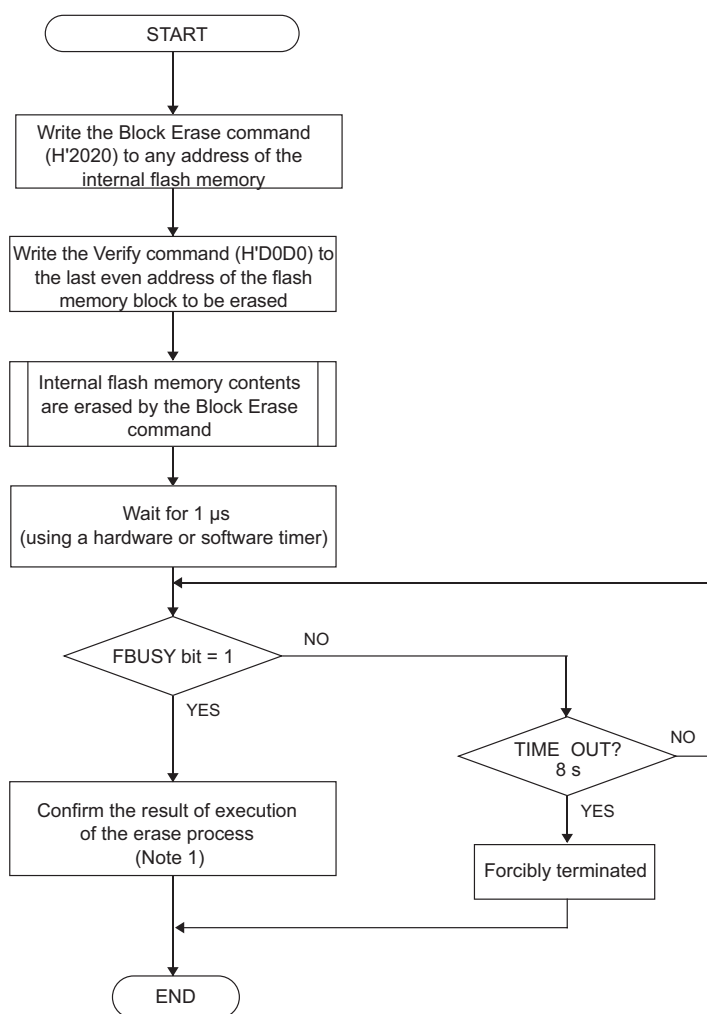 START
Write the Block Erase command
(H'2020) to any address of the
internal flash memory
Write the Verify command (H'D0D0) to
the last even address of the flash
memory block to be erased
Internal flash memory contents
are erased by the Block Erase
command
Wait for 1 µs
(using a hardware or software timer)
FBUSY bit = 1
NO
YES
TIME OUT?
8 s
NO
YES
Confirm the result of execution
of the erase process
(Note 1)
Forcibly terminated
END